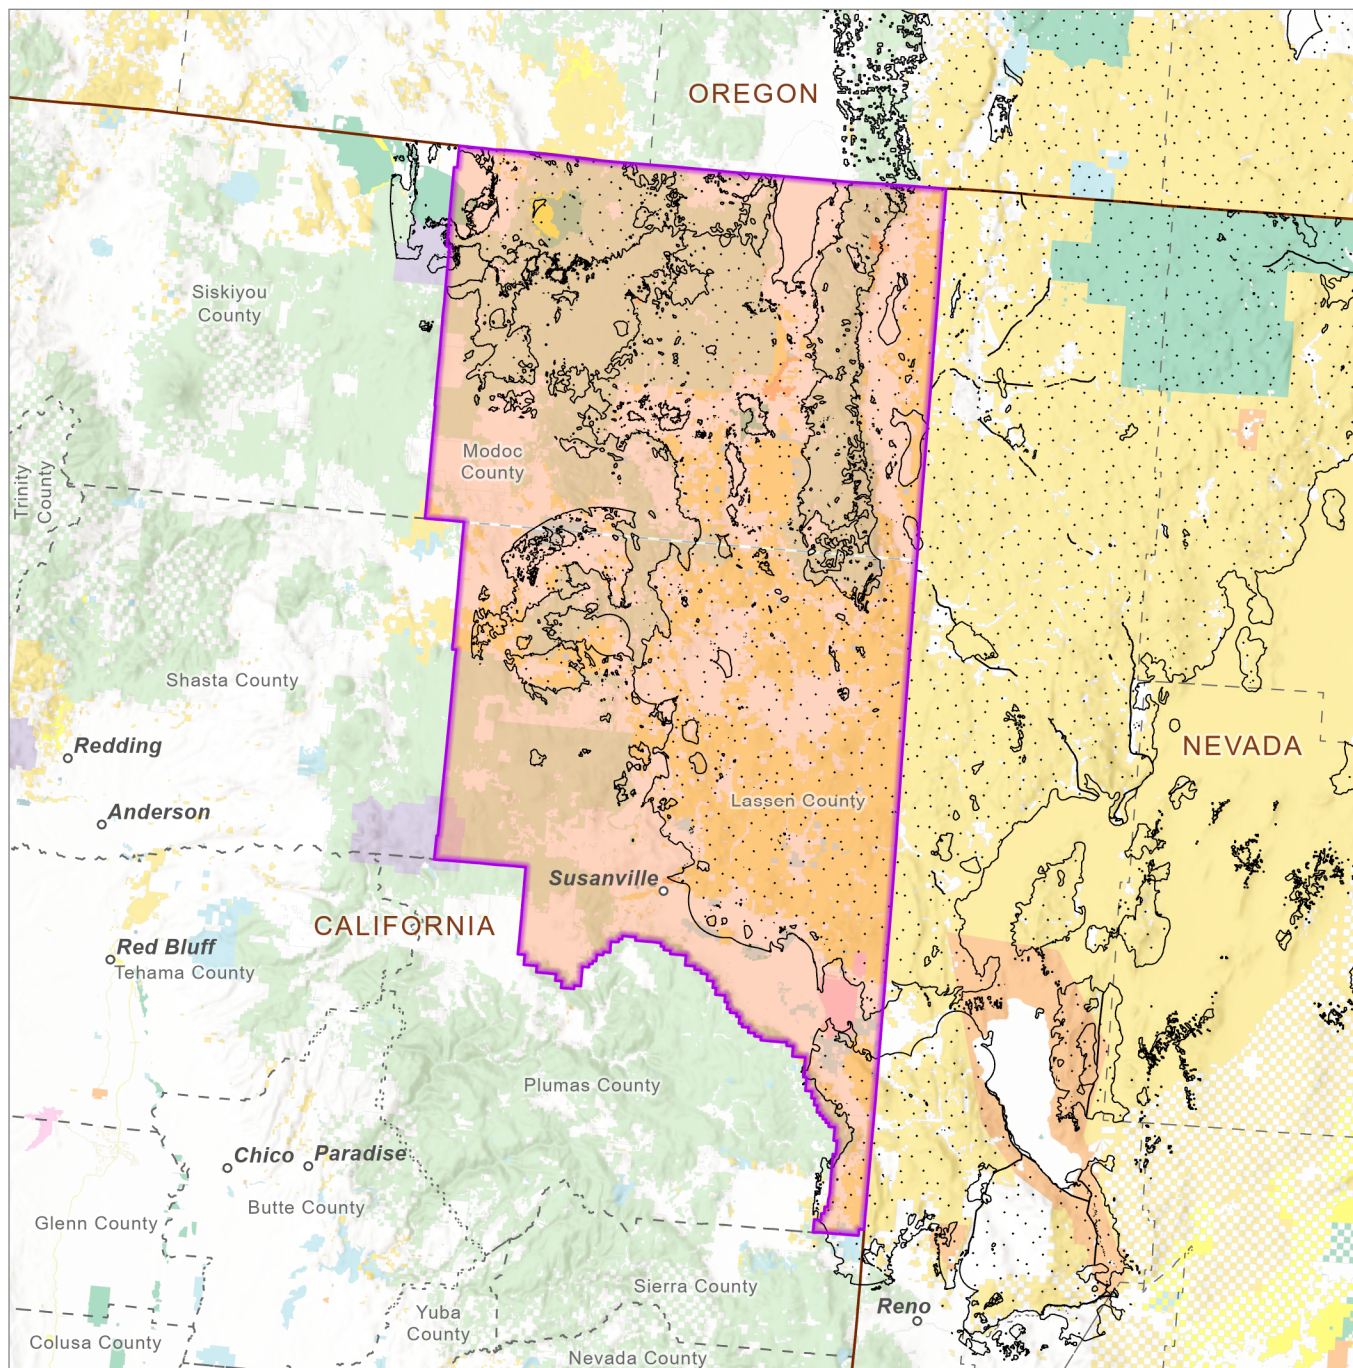 OREGON
Siskiyou
County
Modoc
County
Trinity
County
Shasta County
Redding
NEVADA
Anderson
Lassen County
Susanville
CALIFORNIA
Red Bluff
Tehama County
Plumas County
Chico
Paradise
Butte County
Glenn County
Sierra County
Reno
Yuba
County
Colusa County
Nevada County